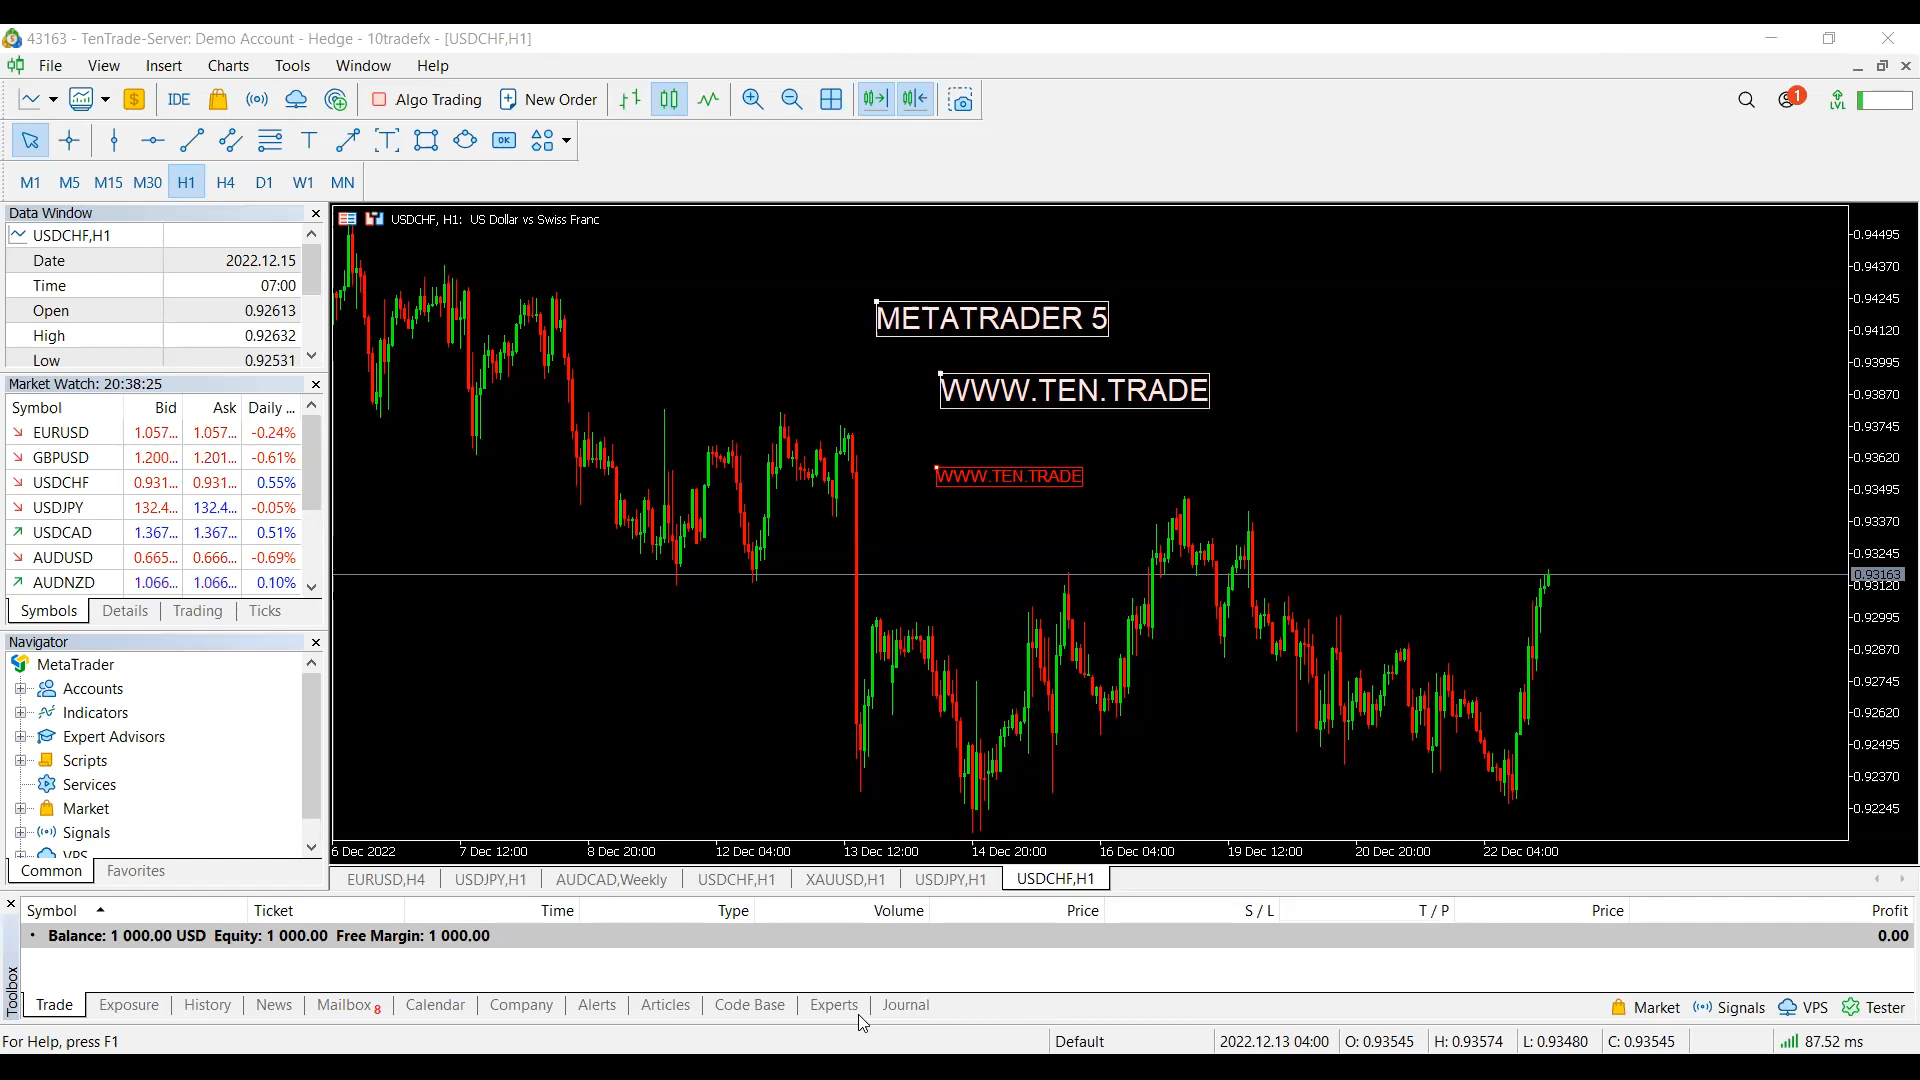 43163 - TenTrade-Server: Demo Account - Hedge - 10tradefx - [USDCHF,H1]
File View Insert Charts Tools Window Help
$ IDE Algo Trading New Order 1 LVL
T T OK
M1 M5 M15 M30 H1 H4 D1 W1 MN
Data Window
USDCHF,H1
Date 2022.12.15
Time 07:00
Open 0.92613
High 0.92632
Low 0.92531
Market Watch: 20:38:25
Symbol Bid Ask Daily ...
EURUSD 1.057... 1.057... -0.24%
GBPUSD 1.200... 1.201... -0.61%
USDCHF 0.931... 0.931... 0.55%
USDJPY 132.4... 132.4... -0.05%
USDCAD 1.367... 1.367... 0.51%
AUDUSD 0.665... 0.666... -0.69%
AUDNZD 1.066... 1.066... 0.10%
Symbols Details Trading Ticks
Navigator
MetaTrader
Accounts
Indicators
Expert Advisors
Scripts
Services
Market
Signals
VPS
Common Favorites
USDCHF, H1: US Dollar vs Swiss Franc
METATRADER 5
WWW.TEN.TRADE
WWW.TEN.TRADE
0.94495
0.94370
0.94245
0.94120
0.93995
0.93870
0.93745
0.93620
0.93495
0.93370
0.93245
0.93163
0.93120
0.92995
0.92870
0.92745
0.92620
0.92495
0.92370
0.92245
6 Dec 2022 7 Dec 12:00 8 Dec 20:00 12 Dec 04:00 13 Dec 12:00 14 Dec 20:00 16 Dec 04:00 19 Dec 12:00 20 Dec 20:00 22 Dec 04:00
EURUSD,H4 USDJPY,H1 AUDCAD,Weekly USDCHF,H1 XAUUSD,H1 USDJPY,H1 USDCHF,H1
Symbol Ticket Time Type Volume Price S / L T / P Price Profit
Balance: 1 000.00 USD Equity: 1 000.00 Free Margin: 1 000.00 0.00
Toolbox
Trade Exposure History News Mailbox 8 Calendar Company Alerts Articles Code Base Experts Journal
Market Signals VPS Tester
For Help, press F1 Default 2022.12.13 04:00 O: 0.93545 H: 0.93574 L: 0.93480 C: 0.93545 87.52 ms